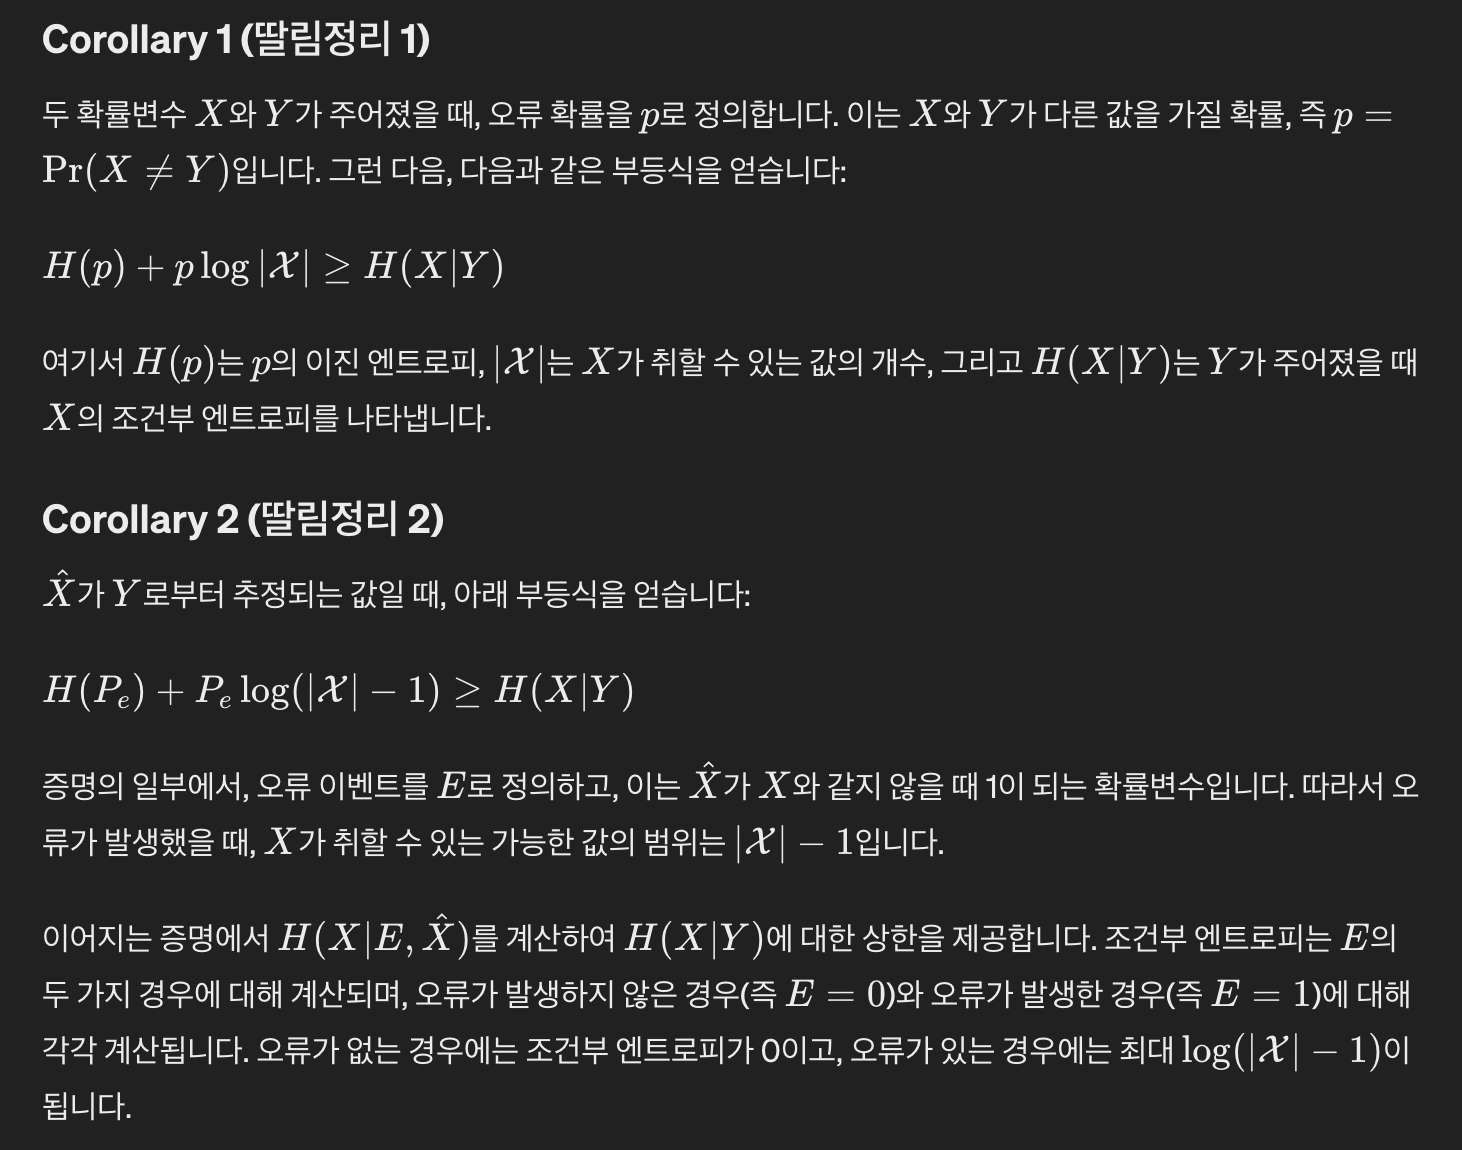 Corollary 1 (딸림정리 1)
두 확률변수 X와 Y가 주어졌을 때, 오류 확률을 p로 정의합니다. 이는 X와 Y가 다른 값을 가질 확률, 즉 p =
Pr(X ≠ Y)입니다. 그런 다음, 다음과 같은 부등식을 얻습니다:
H(p) + p log |𝒳| ≥ H(X|Y)
여기서 H(p)는 p의 이진 엔트로피, |𝒳|는 X가 취할 수 있는 값의 개수, 그리고 H(X|Y)는 Y가 주어졌을 때
X의 조건부 엔트로피를 나타냅니다.
Corollary 2 (딸림정리 2)
X̂가 Y로부터 추정되는 값일 때, 아래 부등식을 얻습니다:
H(Pₑ) + Pₑ log(|𝒳| − 1) ≥ H(X|Y)
증명의 일부에서, 오류 이벤트를 E로 정의하고, 이는 X̂가 X와 같지 않을 때 1이 되는 확률변수입니다. 따라서 오
류가 발생했을 때, X가 취할 수 있는 가능한 값의 범위는 |𝒳| − 1입니다.
이어지는 증명에서 H(X|E, X̂)를 계산하여 H(X|Y)에 대한 상한을 제공합니다. 조건부 엔트로피는 E의
두 가지 경우에 대해 계산되며, 오류가 발생하지 않은 경우(즉 E = 0)와 오류가 발생한 경우(즉 E = 1)에 대해
각각 계산됩니다. 오류가 없는 경우에는 조건부 엔트로피가 0이고, 오류가 있는 경우에는 최대 log(|𝒳| − 1)이
됩니다.